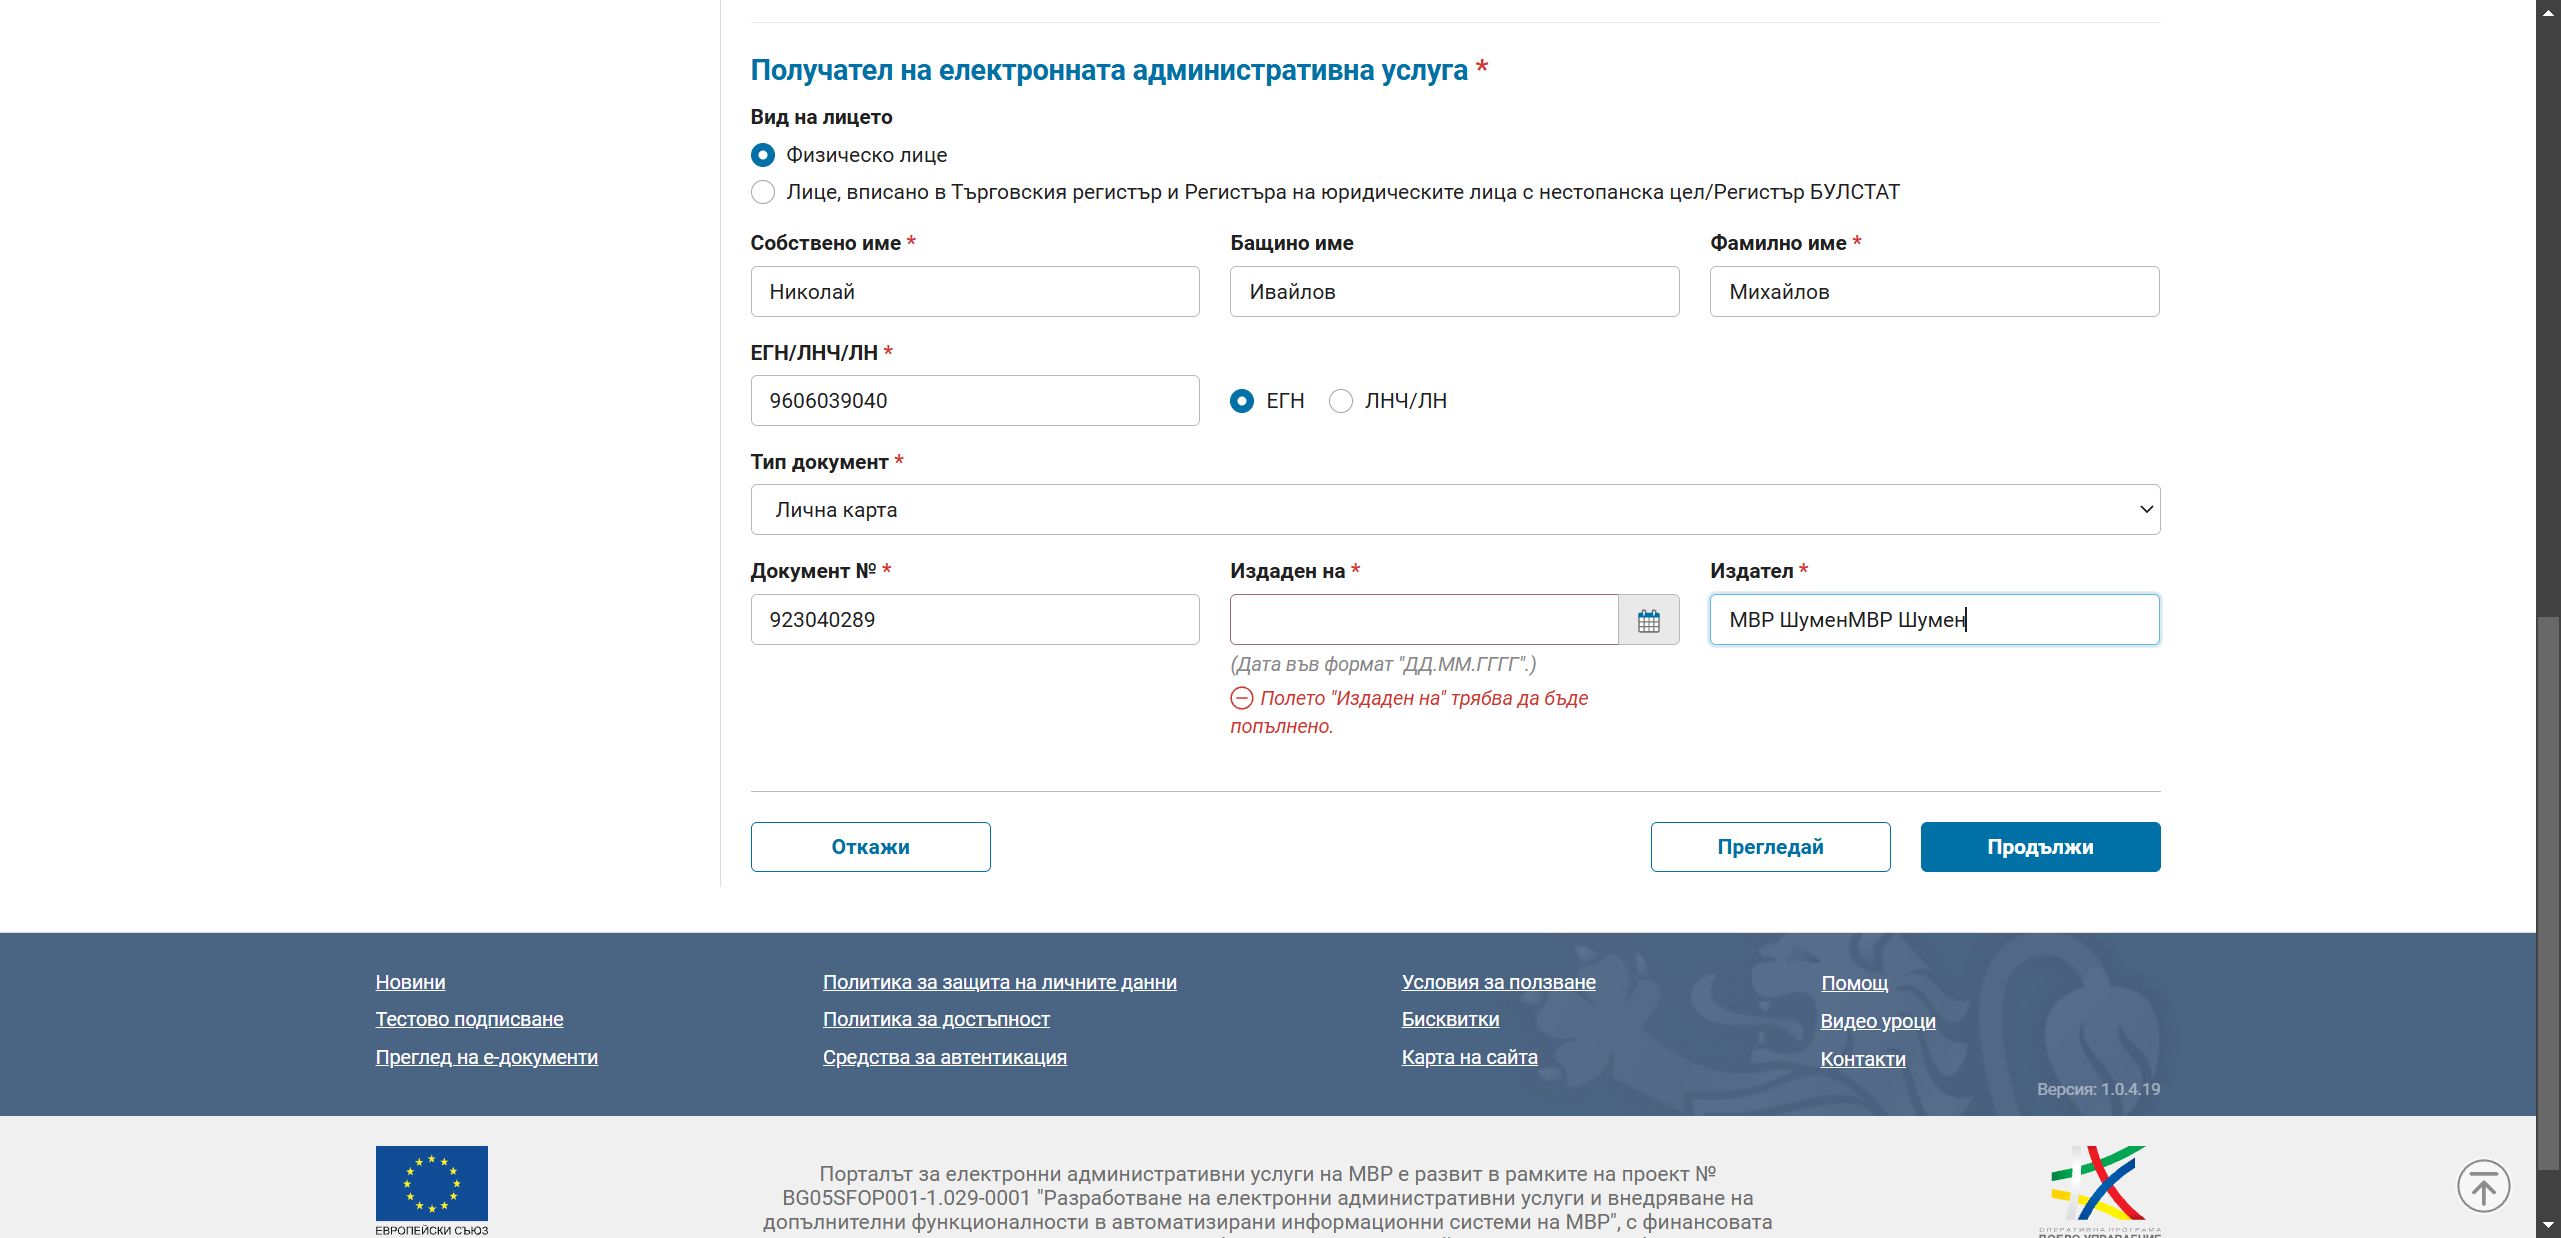 Получател на електронната административна услуга *
Вид на лицето
Физическо лице
Лице, вписано в Търговския регистър и Регистъра на юридическите лица с нестопанска цел/Регистър БУЛСТАТ
Собствено име * Бащино име Фамилно име *
Николай Ивайлов Михайлов
ЕГН/ЛНЧ/ЛН *
9606039040 ЕГН ЛНЧ/ЛН
Тип документ *
Лична карта
Документ № * Издаден на * Издател *
923040289 МВР ШуменМВР Шумен
(Дата във формат "ДД.ММ.ГГГГ".)
Полето "Издаден на" трябва да бъде
попълнено.
Откажи Прегледай Продължи
Новини Политика за защита на личните данни Условия за ползване Помощ
Тестово подписване Политика за достъпност Бисквитки Видео уроци
Преглед на е-документи Средства за автентикация Карта на сайта Контакти
Версия: 1.0.4.19
Порталът за електронни административни услуги на МВР е развит в рамките на проект №
BG05SFOP001-1.029-0001 "Разработване на електронни административни услуги и внедряване на
допълнителни функционалности в автоматизирани информационни системи на МВР", с финансовата
ЕВРОПЕЙСКИ СЪЮЗ
ОПЕРАТИВНА ПРОГРАМА